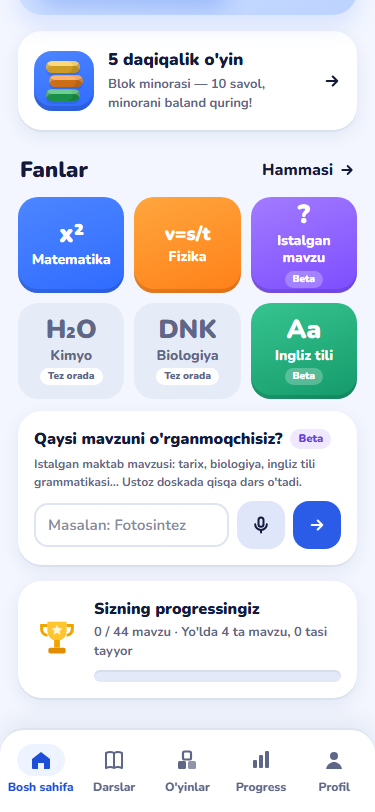 5 daqiqalik o'yin
Blok minorasi — 10 savol,
minorani baland quring!
Fanlar
Hammasi →
x²
Matematika
v=s/t
Fizika
?
Istalgan
mavzu
Beta
H₂O
Kimyo
Tez orada
DNK
Biologiya
Tez orada
Aa
Ingliz tili
Beta
Qaysi mavzuni o'rganmoqchisiz? Beta
Istalgan maktab mavzusi: tarix, biologiya, ingliz tili
grammatikasi... Ustoz doskada qisqa dars o'tadi.
Masalan: Fotosintez
Sizning progressingiz
0 / 44 mavzu · Yo'lda 4 ta mavzu, 0 tasi
tayyor
Bosh sahifa
Darslar
O'yinlar
Progress
Profil